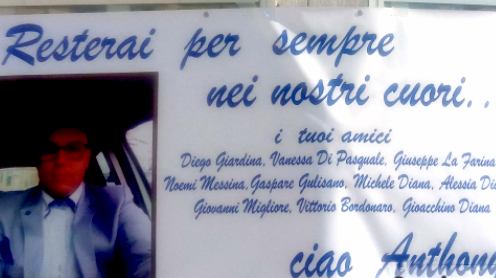 Resterai per sempre
nei nostri cuori..
i tuoi amici
Diego Giardina, Vanessa Di Pasquale, Giuseppe La Farina
Noemi Messina, Gaspare Gulisano, Michele Diana, Alessia
Giovanni Migliore, Vittorio Bordonaro, Gioacchino Diana
ciao Anthony